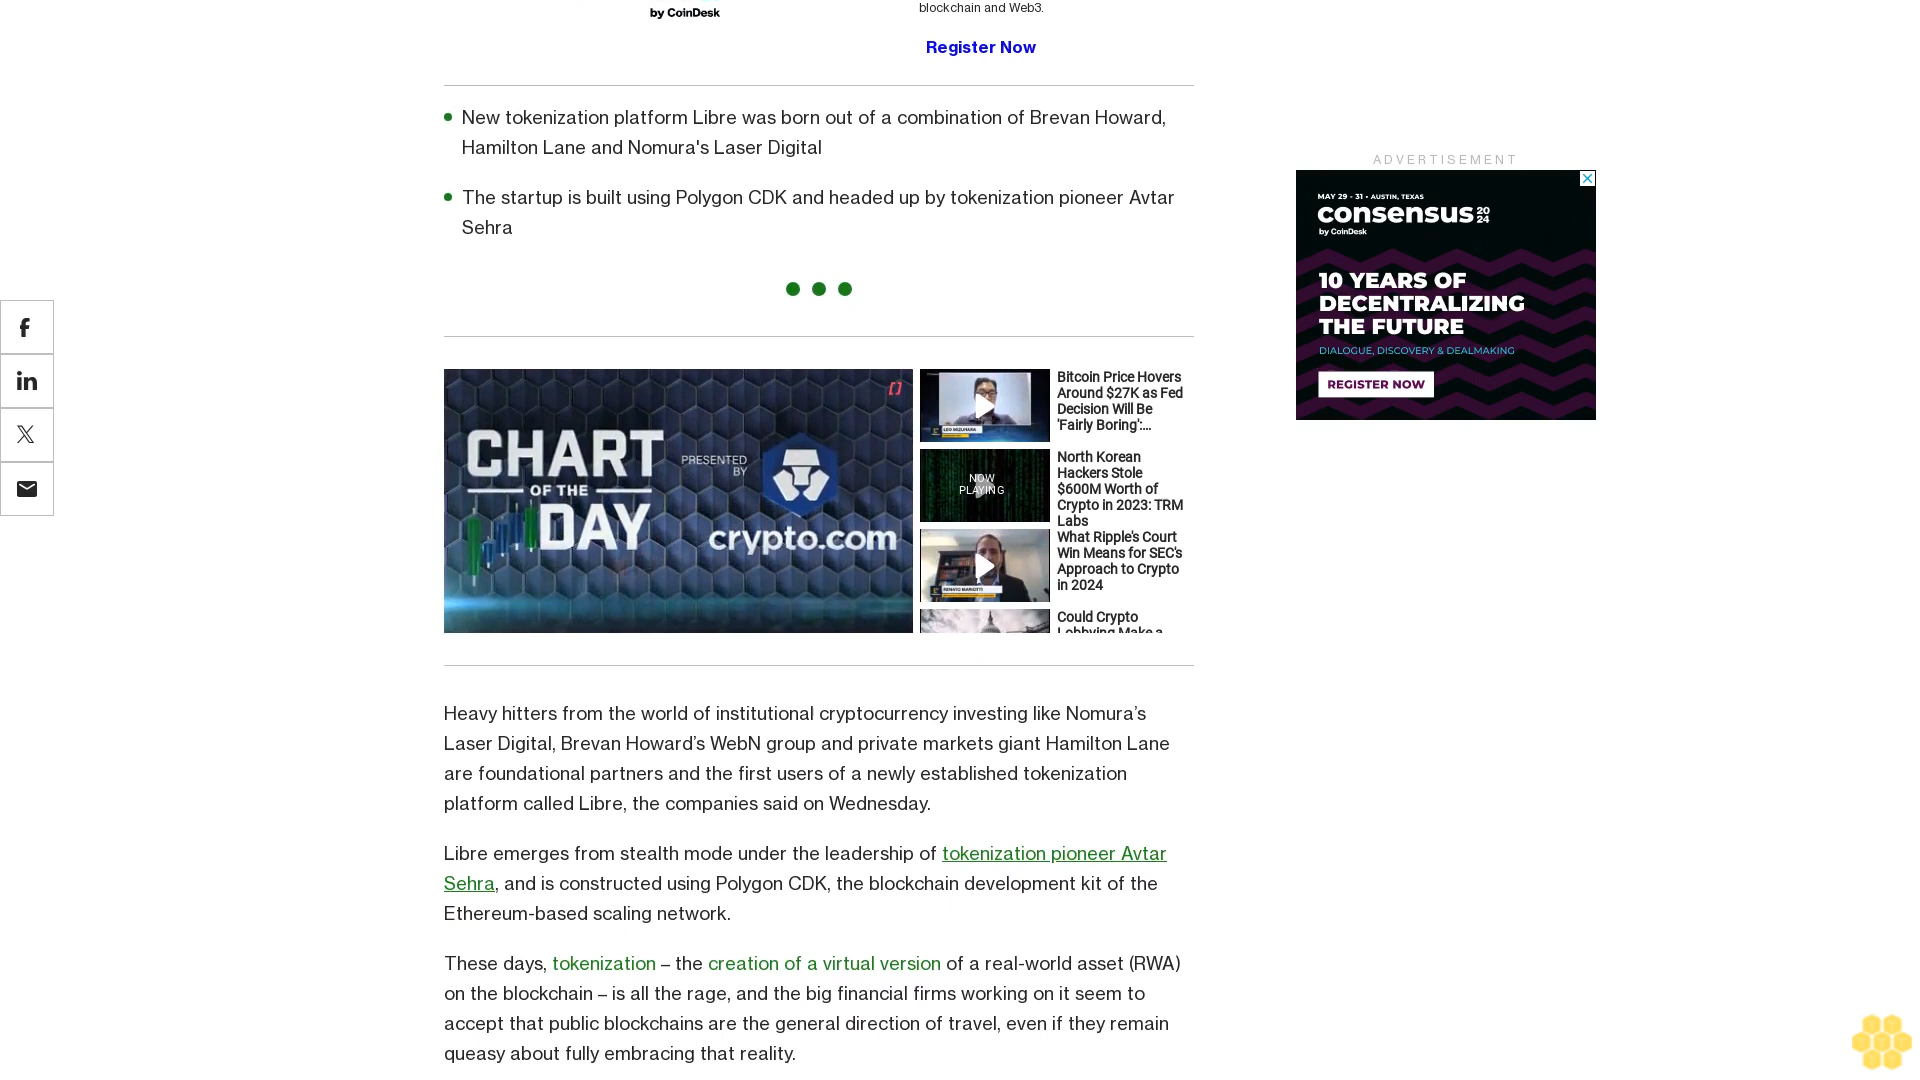 by CoinDesk
blockchain and Web3.
Register Now
New tokenization platform Libre was born out of a combination of Brevan Howard,
Hamilton Lane and Nomura's Laser Digital
The startup is built using Polygon CDK and headed up by tokenization pioneer Avtar
Sehra
ADVERTISEMENT
MAY 29 - 31 • AUSTIN, TEXAS
consensus 2024
by CoinDesk
10 YEARS OF
DECENTRALIZING
THE FUTURE
DIALOGUE, DISCOVERY & DEALMAKING
REGISTER NOW
CHART
OF THE
DAY
PRESENTED
BY
crypto.com
LEO MIZUHARA
Bitcoin Price Hovers
Around $27K as Fed
Decision Will Be
'Fairly Boring':...
NOW
PLAYING
North Korean
Hackers Stole
$600M Worth of
Crypto in 2023: TRM
Labs
RENATO MARIOTTI
What Ripple's Court
Win Means for SEC's
Approach to Crypto
in 2024
Could Crypto
Lobbying Make a
Heavy hitters from the world of institutional cryptocurrency investing like Nomura’s
Laser Digital, Brevan Howard’s WebN group and private markets giant Hamilton Lane
are foundational partners and the first users of a newly established tokenization
platform called Libre, the companies said on Wednesday.
Libre emerges from stealth mode under the leadership of tokenization pioneer Avtar
Sehra, and is constructed using Polygon CDK, the blockchain development kit of the
Ethereum-based scaling network.
These days, tokenization – the creation of a virtual version of a real-world asset (RWA)
on the blockchain – is all the rage, and the big financial firms working on it seem to
accept that public blockchains are the general direction of travel, even if they remain
queasy about fully embracing that reality.